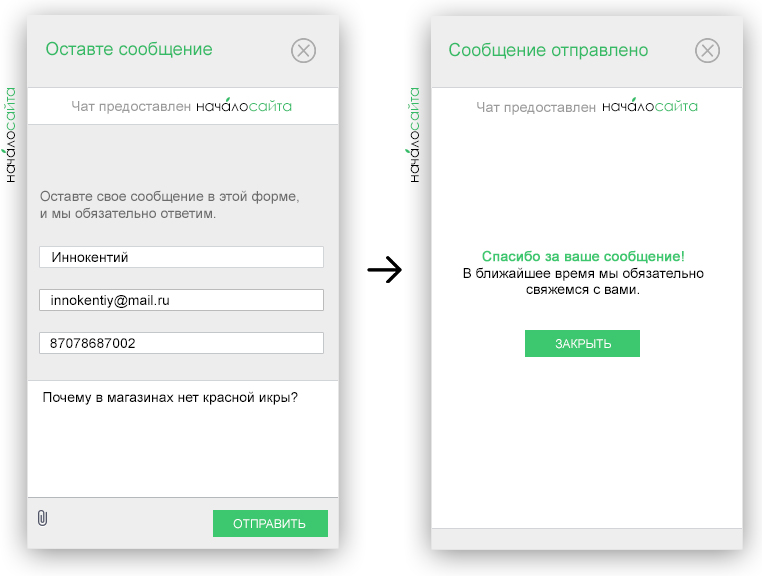 Оставте сообщение
Чат предоставлен началосайта
началосайта
Оставте свое сообщение в этой форме,
и мы обязательно ответим.
Иннокентий
innokentiy@mail.ru
87078687002
Почему в магазинах нет красной икры?
ОТПРАВИТЬ
Сообщение отправлено
Чат предоставлен началосайта
началосайта
Спасибо за ваше сообщение!
В ближайшее время мы обязательно
свяжемся с вами.
ЗАКРЫТЬ